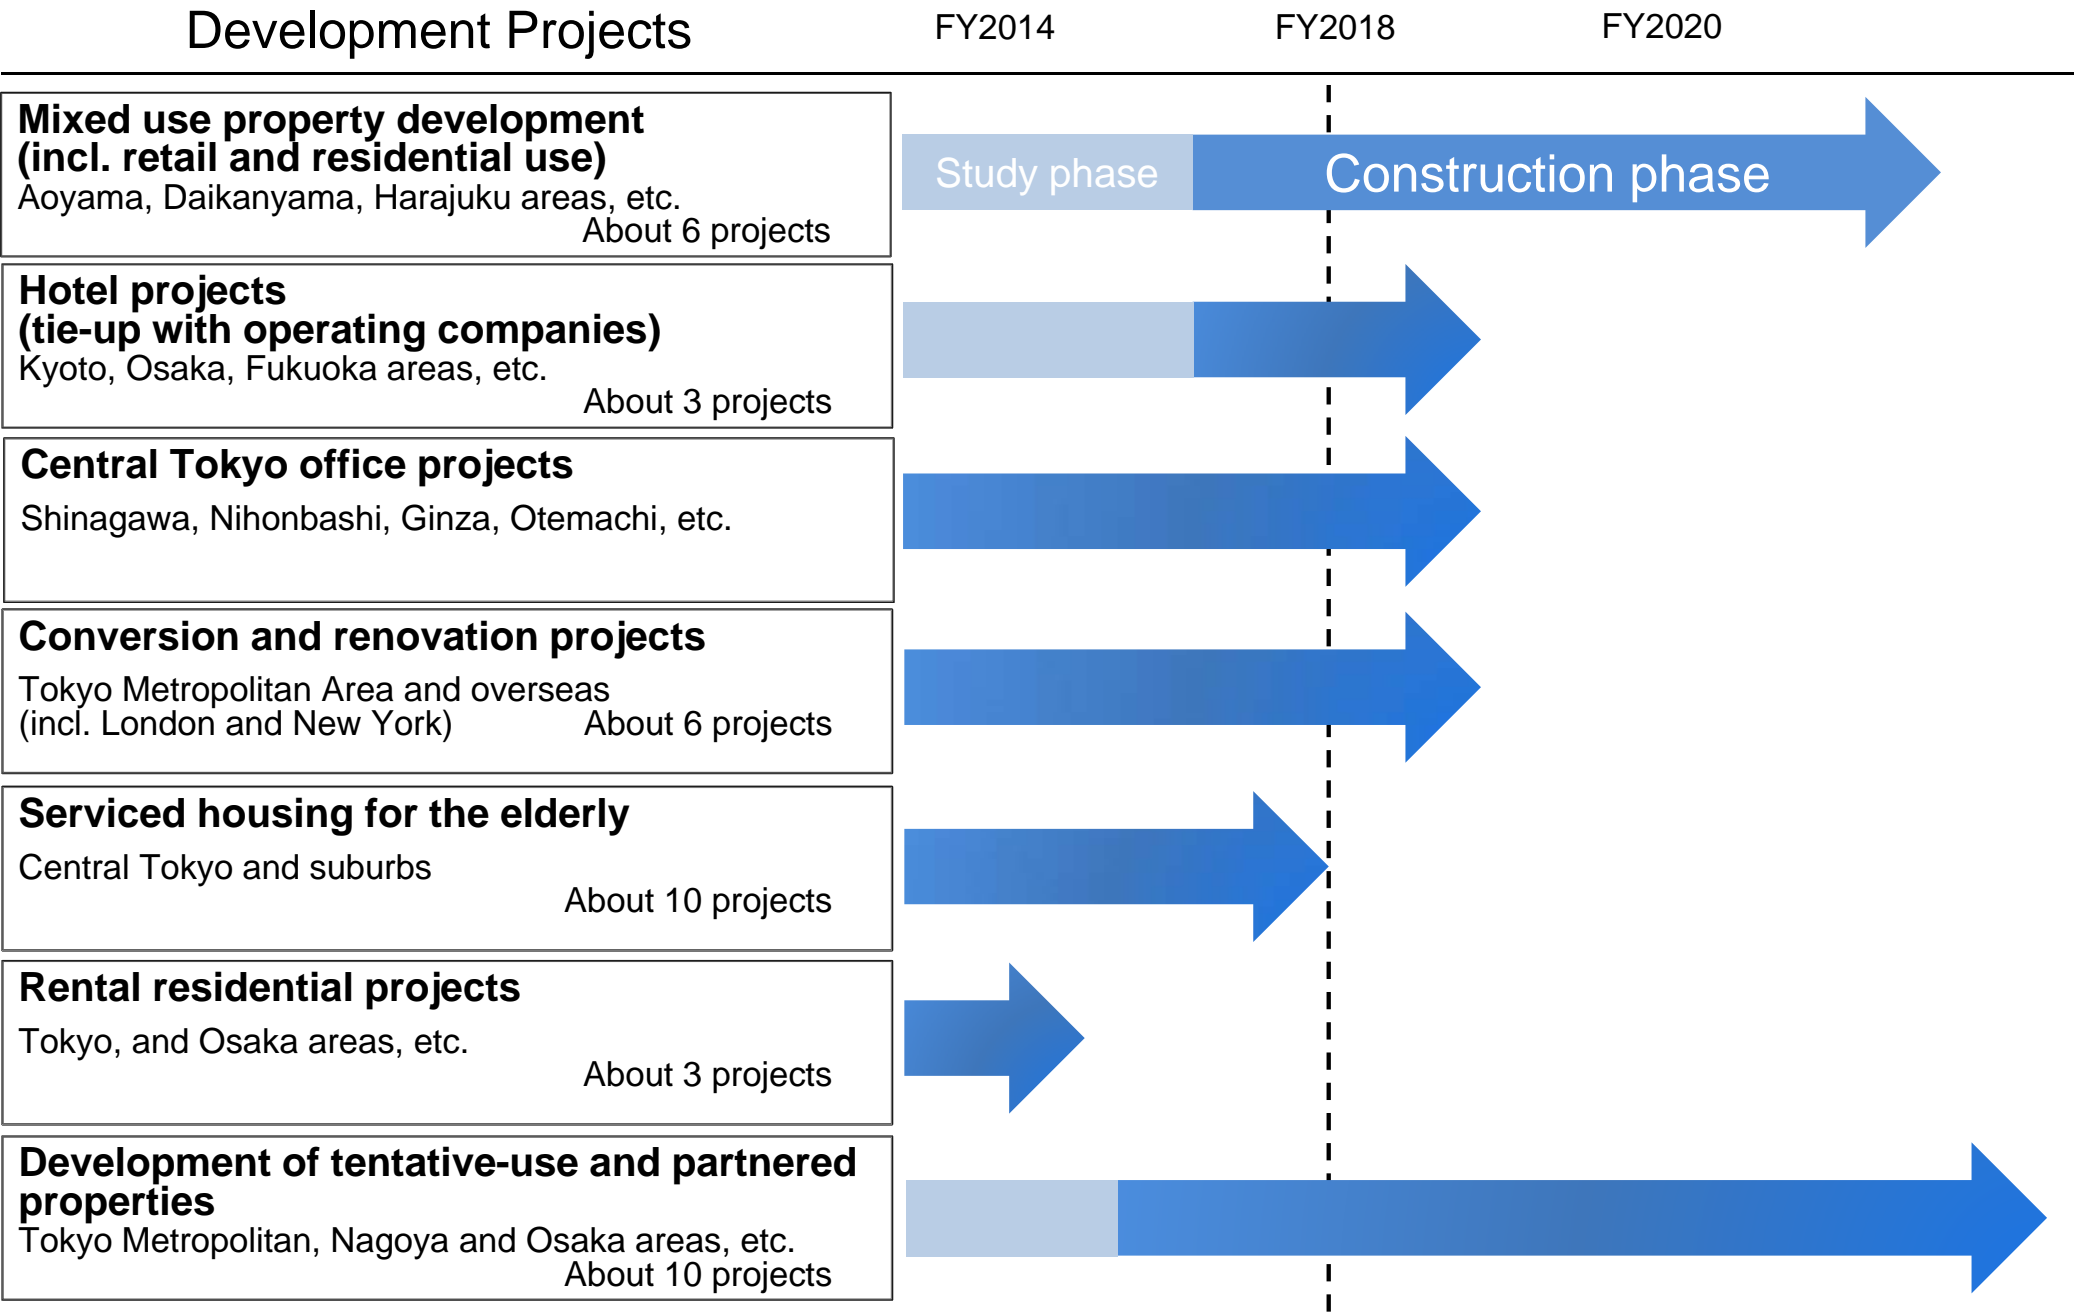 Development Projects FY2014 FY2018 FY2020
Mixed use property development
(incl. retail and residential use)
Aoyama, Daikanyama, Harajuku areas, etc.
About 6 projects
Study phase
Construction phase
Hotel projects
(tie-up with operating companies)
Kyoto, Osaka, Fukuoka areas, etc.
About 3 projects
Central Tokyo office projects
Shinagawa, Nihonbashi, Ginza, Otemachi, etc.
Conversion and renovation projects
Tokyo Metropolitan Area and overseas
(incl. London and New York) About 6 projects
Serviced housing for the elderly
Central Tokyo and suburbs
About 10 projects
Rental residential projects
Tokyo, and Osaka areas, etc.
About 3 projects
Development of tentative-use and partnered
properties
Tokyo Metropolitan, Nagoya and Osaka areas, etc.
About 10 projects